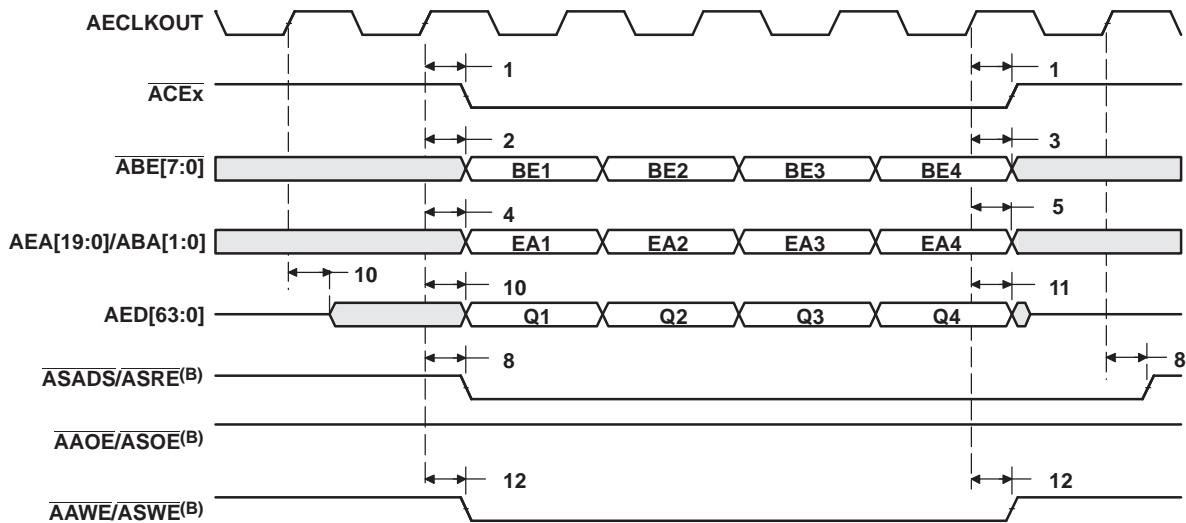 AECLKOUT
1 1
ACEx
2 3
ABE[7:0] BE1 BE2 BE3 BE4
4 5
AEA[19:0]/ABA[1:0] EA1 EA2 EA3 EA4
10 10 11
AED[63:0] Q1 Q2 Q3 Q4
8 8
ASADS/ASRE(B)
AAOE/ASOE(B)
12 12
AAWE/ASWE(B)